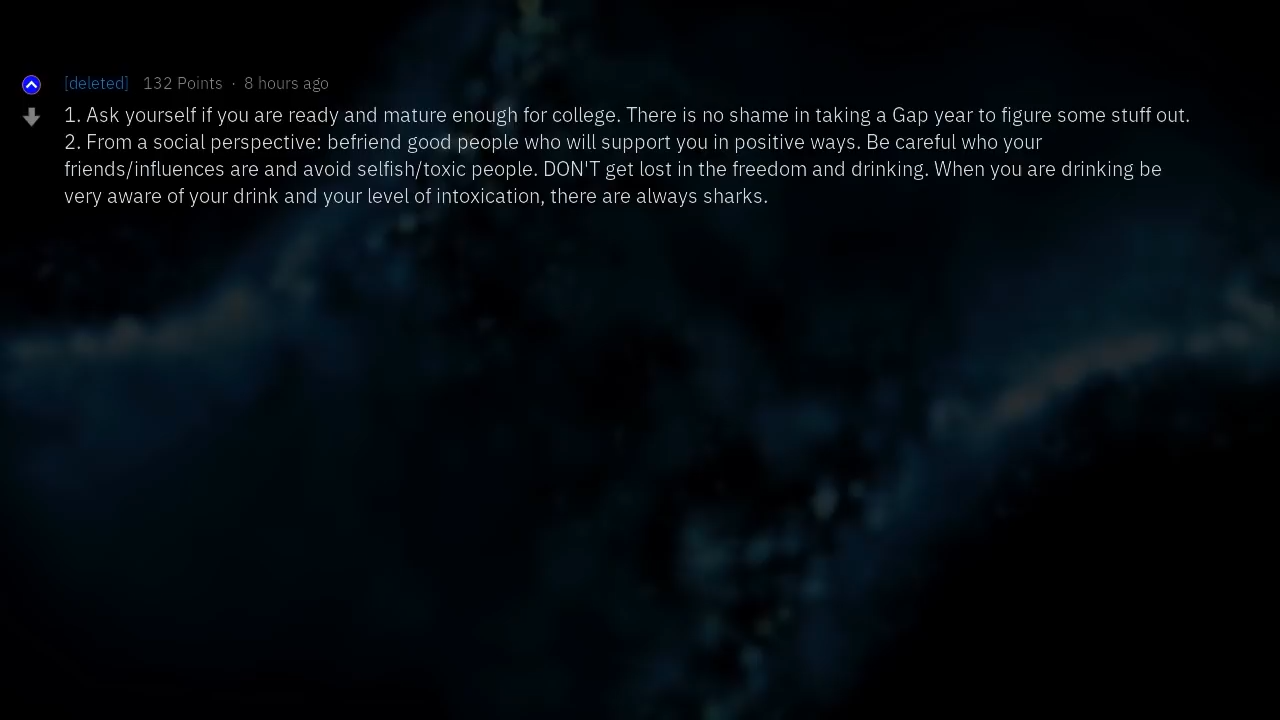 [deleted] 132 Points · 8 hours ago
1. Ask yourself if you are ready and mature enough for college. There is no shame in taking a Gap year to figure some stuff out.
2. From a social perspective: befriend good people who will support you in positive ways. Be careful who your
friends/influences are and avoid selfish/toxic people. DON'T get lost in the freedom and drinking. When you are drinking be
very aware of your drink and your level of intoxication, there are always sharks.